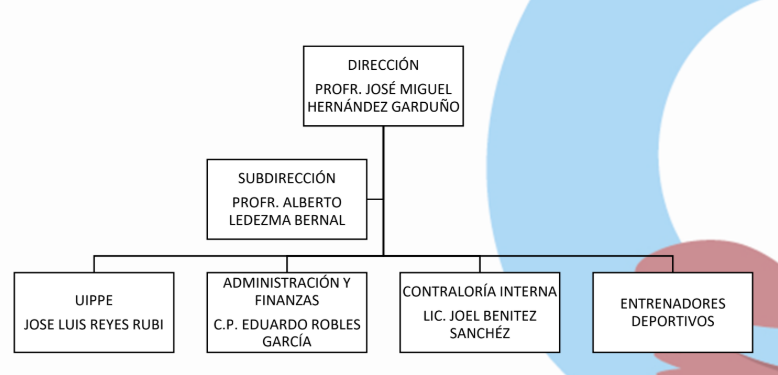 DIRECCIÓN
PROFR. JOSÉ MIGUEL
HERNÁNDEZ GARDUÑO
SUBDIRECCIÓN
PROFR. ALBERTO
LEDEZMA BERNAL
UIPPE
JOSE LUIS REYES RUBI
ADMINISTRACIÓN Y
FINANZAS
C.P. EDUARDO ROBLES
GARCÍA
CONTRALORÍA INTERNA
LIC. JOEL BENITEZ
SANCHÉZ
ENTRENADORES
DEPORTIVOS